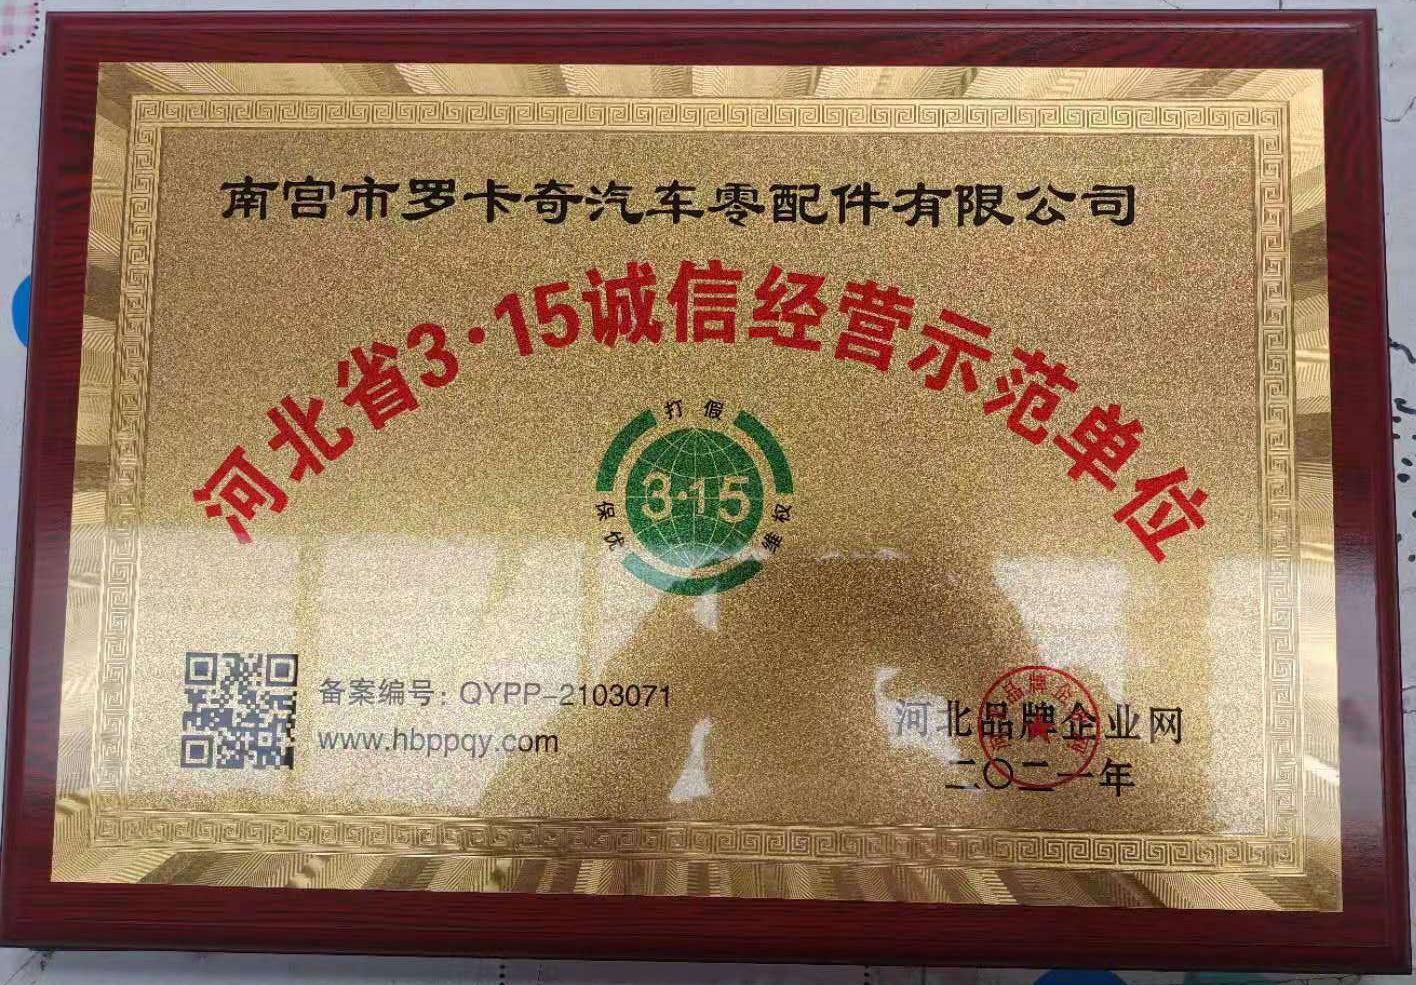 南宫市罗卡奇汽车零配件有限公司
河北省3·15诚信经营示范单位
打假
保优
维权
3·15
备案编号: QYPP-2103071
www.hbppqy.com
河北品牌企业网
二〇二一年